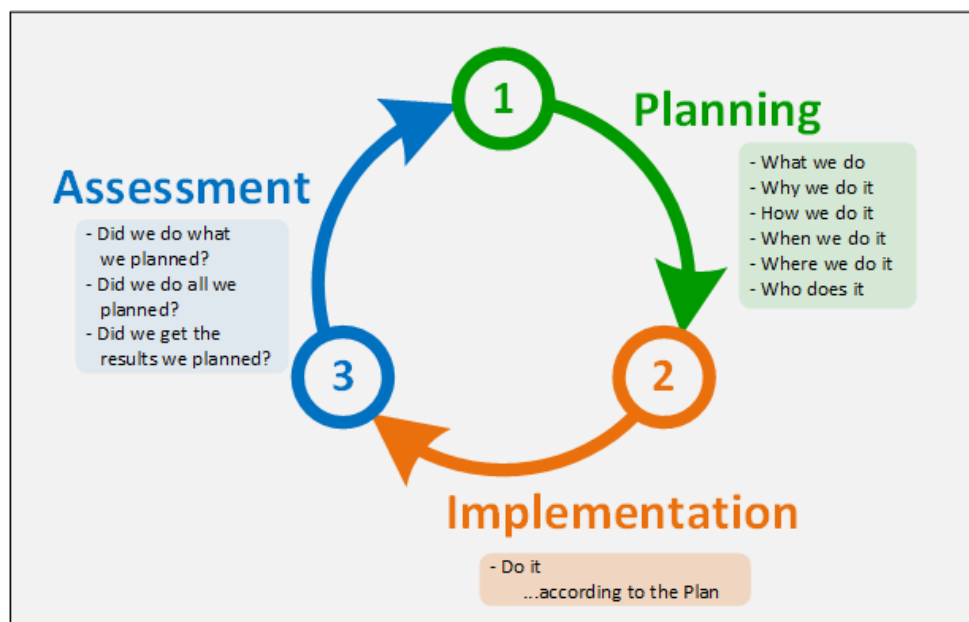 1
Planning
- What we do
- Why we do it
- How we do it
- When we do it
- Where we do it
- Who does it
2
Implementation
- Do it
...according to the Plan
3
Assessment
- Did we do what
we planned?
- Did we do all we
planned?
- Did we get the
results we planned?